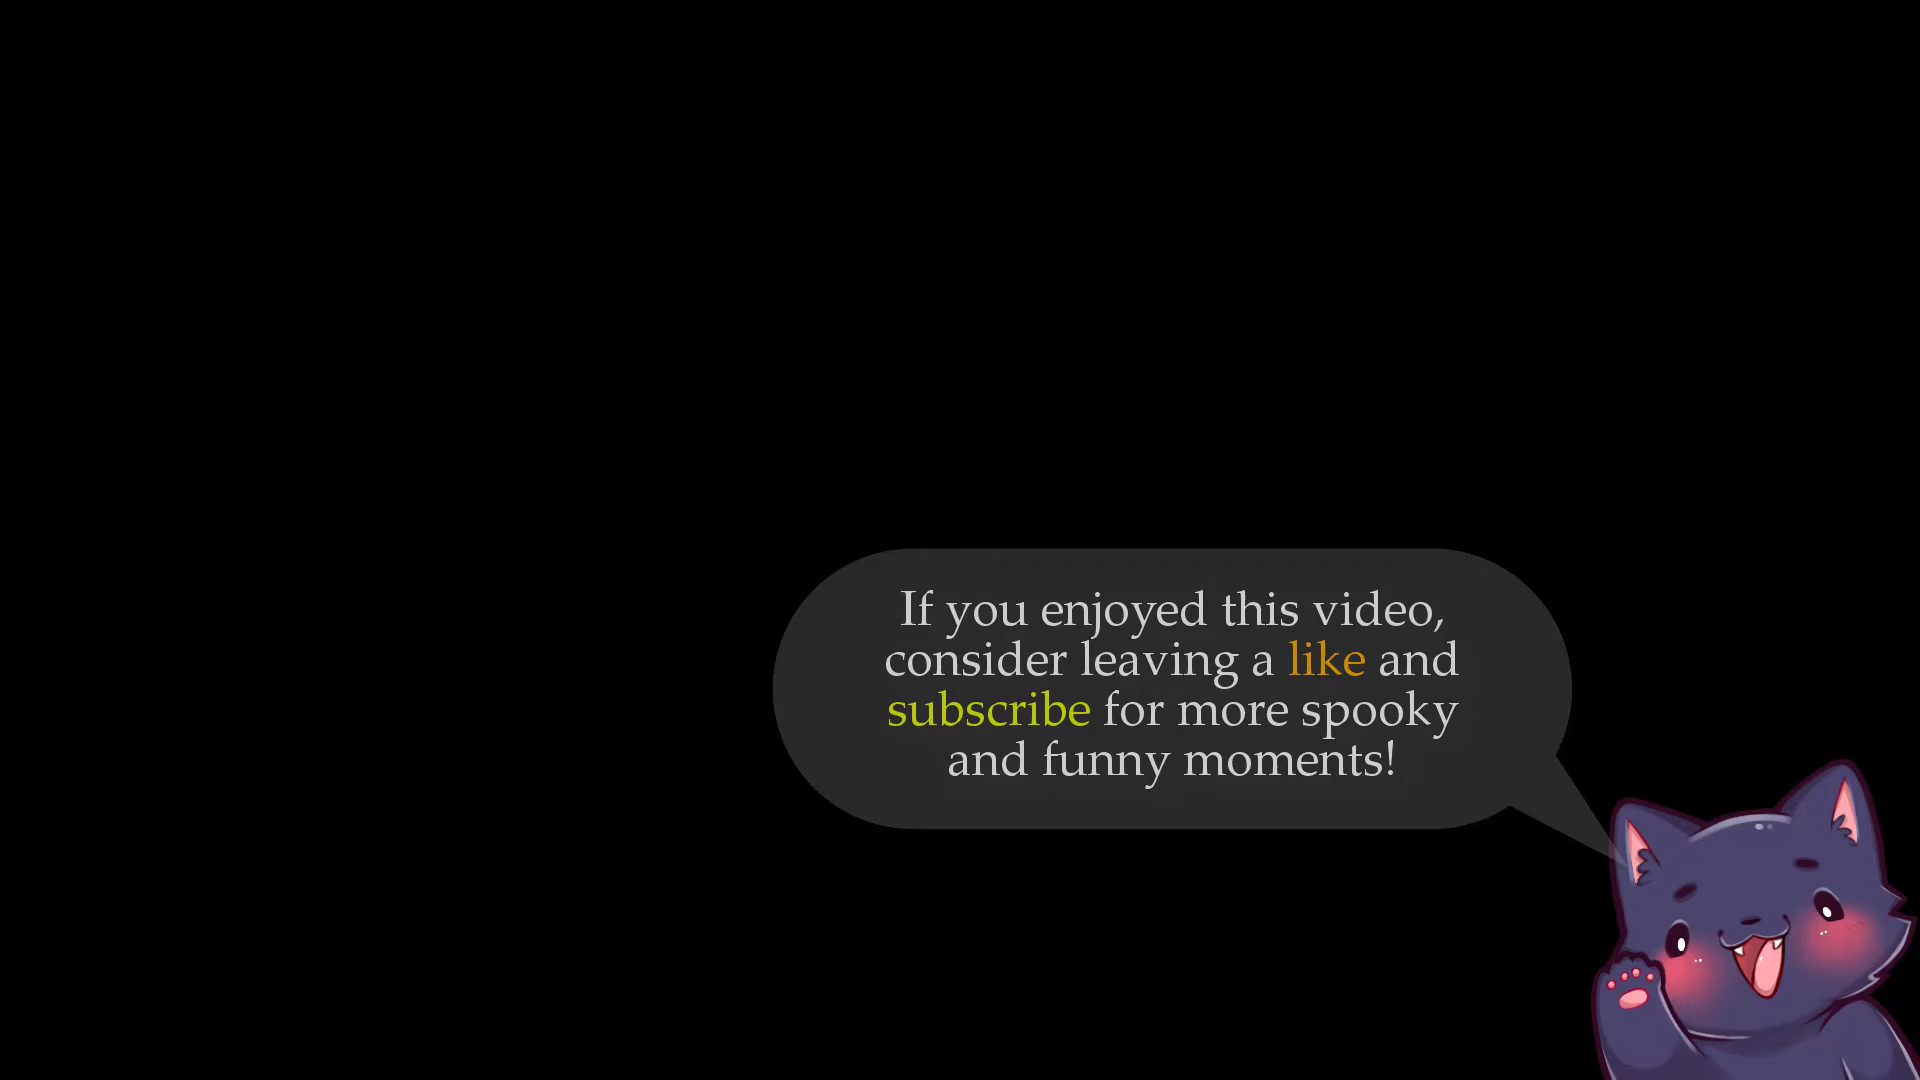 If you enjoyed this video,
consider leaving a like and
subscribe for more spooky
and funny moments!